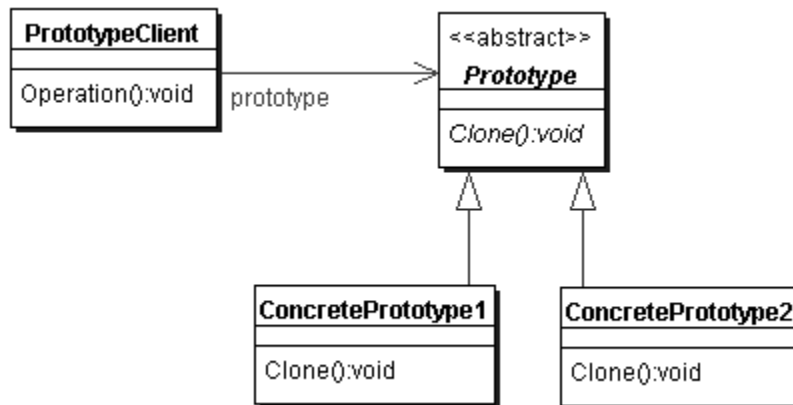 PrototypeClient
Operation():void
prototype
<<abstract>>
Prototype
Clone():void
ConcretePrototype1
Clone():void
ConcretePrototype2
Clone():void